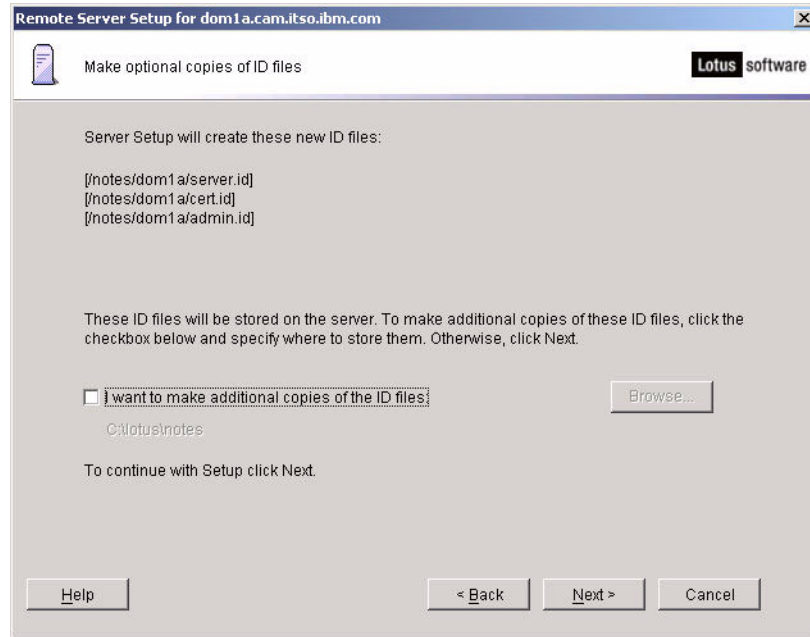 Remote Server Setup for dom1a.cam.itso.ibm.com
Make optional copies of ID files
Lotus software
Server Setup will create these new ID files:
[/notes/dom1a/server.id]
[/notes/dom1a/cert.id]
[/notes/dom1a/admin.id]
These ID files will be stored on the server. To make additional copies of these ID files, click the
checkbox below and specify where to store them. Otherwise, click Next.
I want to make additional copies of the ID files:
Browse...
C:\lotus\notes
To continue with Setup click Next.
Help
< Back
Next >
Cancel